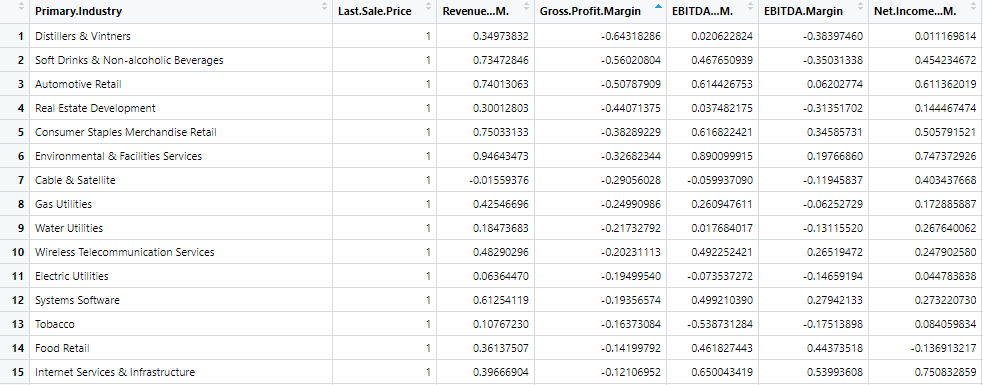 Primary.Industry Last.Sale.Price Revenue...M. Gross.Profit.Margin EBITDA...M. EBITDA.Margin Net.Income...M.
1 Distillers & Vintners 1 0.34973832 -0.64318286 0.020622824 -0.38397460 0.011169814
2 Soft Drinks & Non-alcoholic Beverages 1 0.73472846 -0.56020804 0.467650939 -0.35031338 0.454234672
3 Automotive Retail 1 0.74013063 -0.50787909 0.614426753 0.06202774 0.611362019
4 Real Estate Development 1 0.30012803 -0.44071375 0.037482175 -0.31351702 0.144467474
5 Consumer Staples Merchandise Retail 1 0.75033133 -0.38289229 0.616822421 0.34585731 0.505791521
6 Environmental & Facilities Services 1 0.94643473 -0.32682344 0.890099915 0.19766860 0.747372926
7 Cable & Satellite 1 -0.01559376 -0.29056028 -0.059937090 -0.11945837 0.403437668
8 Gas Utilities 1 0.42546696 -0.24990986 0.260947611 -0.06252729 0.172885887
9 Water Utilities 1 0.18473683 -0.21732792 0.017684017 -0.13115520 0.267640062
10 Wireless Telecommunication Services 1 0.48290296 -0.20231113 0.492252421 0.26519472 0.247902580
11 Electric Utilities 1 0.06364470 -0.19499540 -0.073537272 -0.14659194 0.044783838
12 Systems Software 1 0.61254119 -0.19356574 0.499210390 0.27942133 0.273220730
13 Tobacco 1 0.10767230 -0.16373084 -0.538731284 -0.17513898 0.084059834
14 Food Retail 1 0.36137507 -0.14199792 0.461827443 0.44373518 -0.136913217
15 Internet Services & Infrastructure 1 0.39666904 -0.12106952 0.650043419 0.53993608 0.750832859